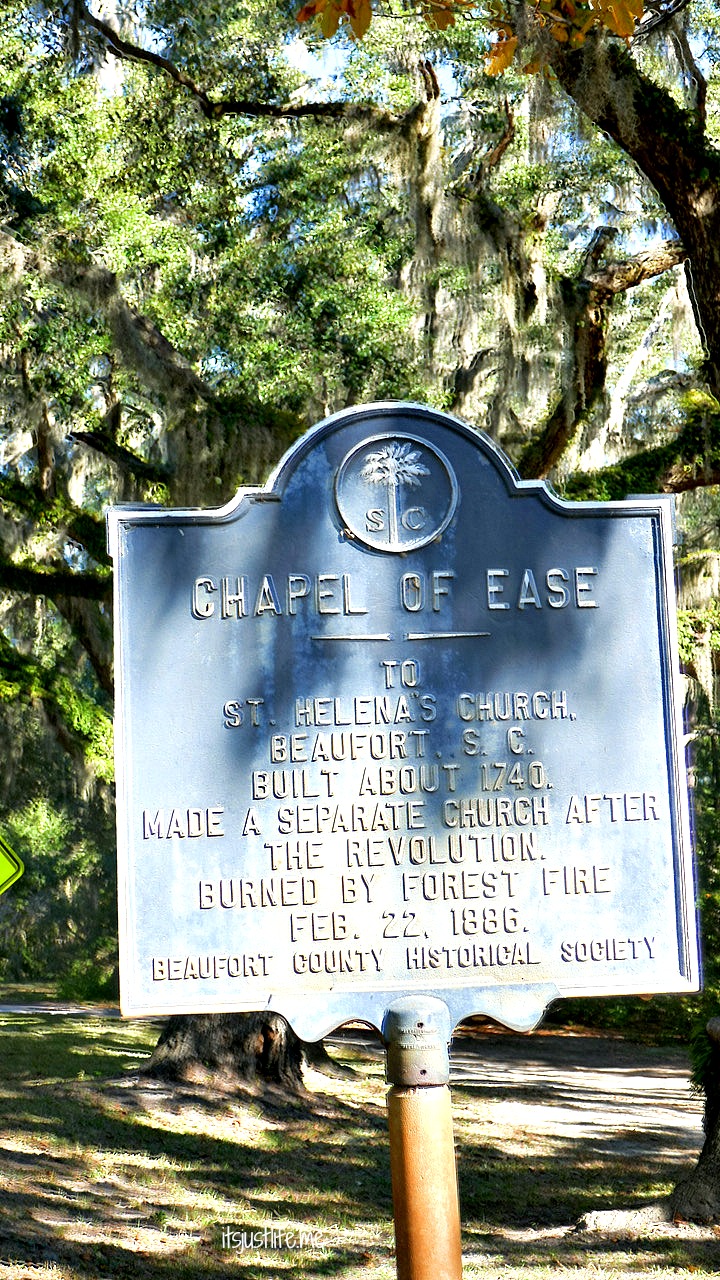 S C
CHAPEL OF EASE
TO
ST. HELENA'S CHURCH,
BEAUFORT, S. C.
BUILT ABOUT 1740.
MADE A SEPARATE CHURCH AFTER
THE REVOLUTION.
BURNED BY FOREST FIRE
FEB. 22, 1886.
BEAUFORT COUNTY HISTORICAL SOCIETY
itsjustlife.me